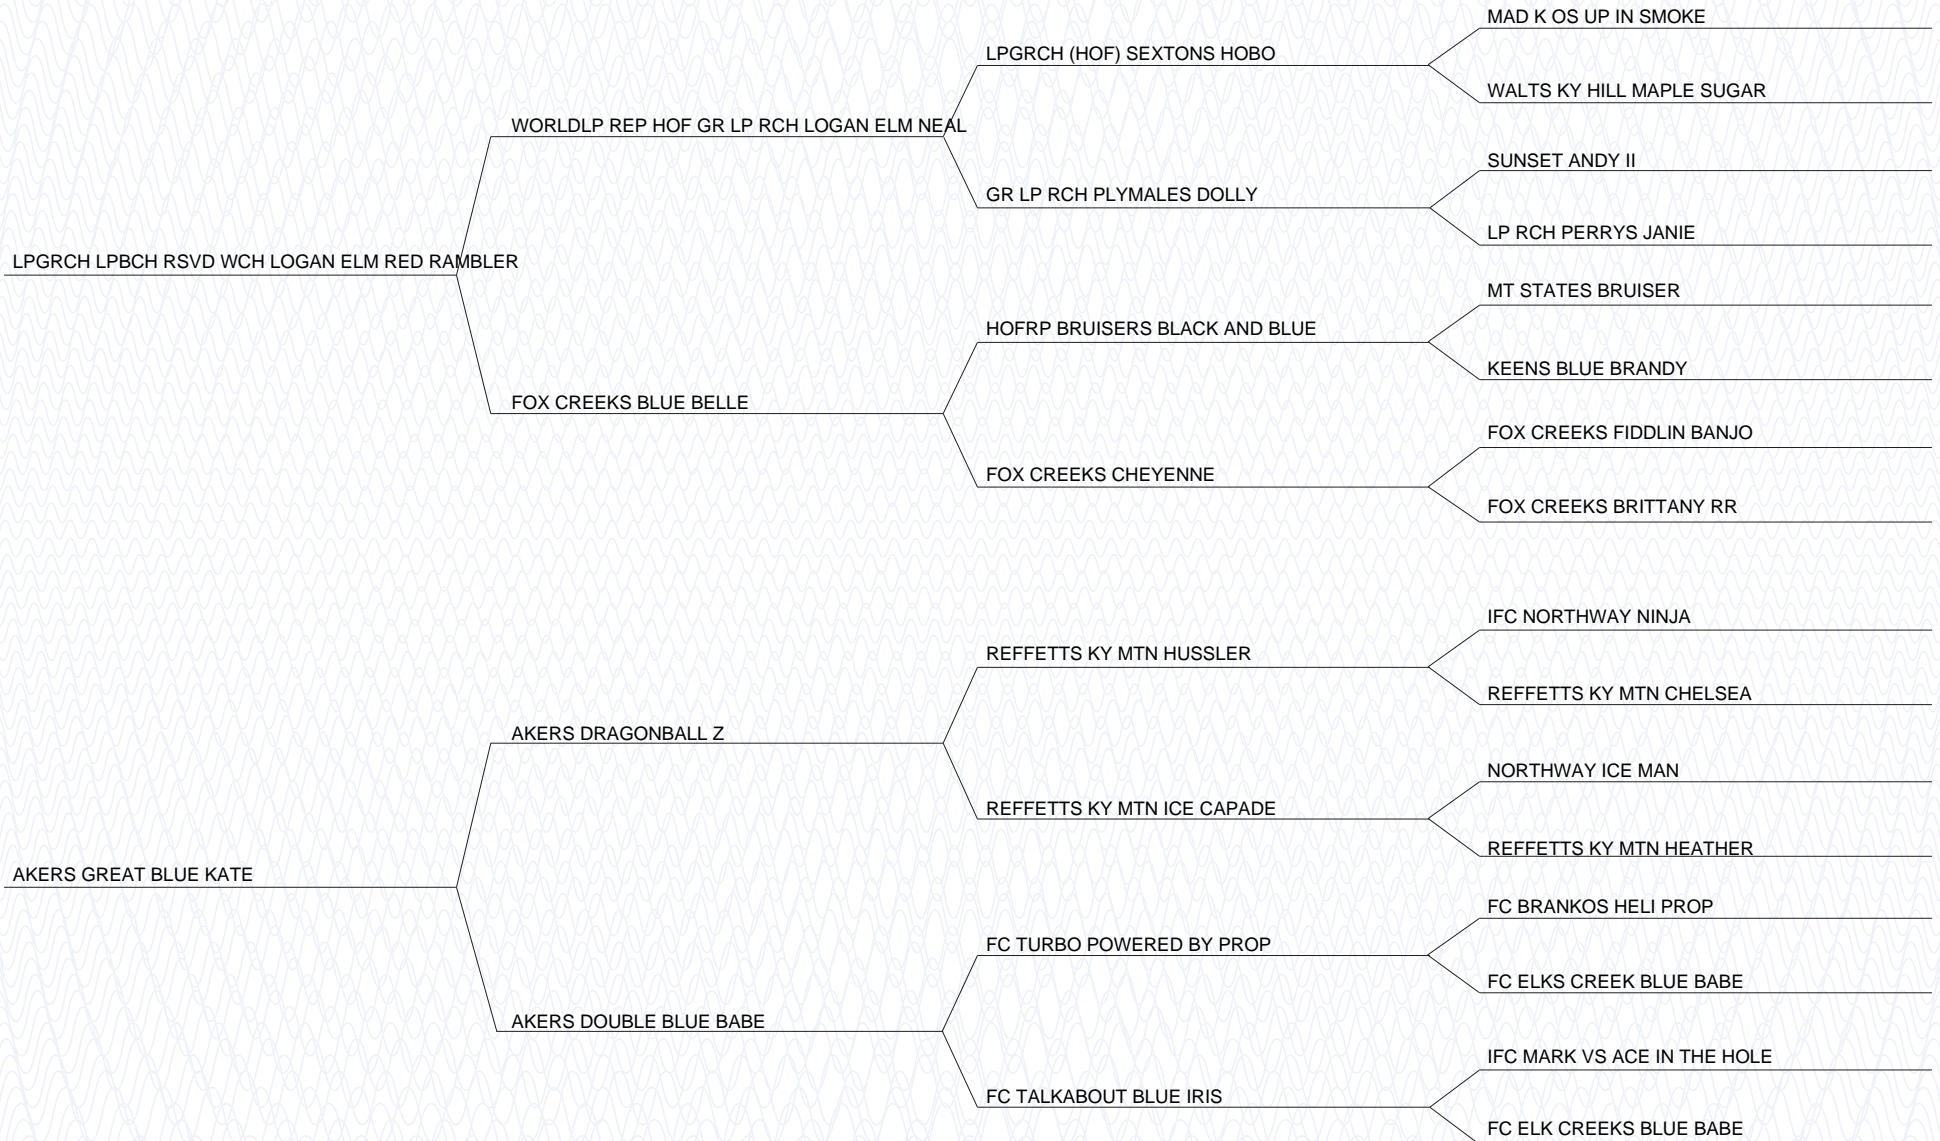 MAD K OS UP IN SMOKE
LPGRCH (HOF) SEXTONS HOBO
WALTS KY HILL MAPLE SUGAR
WORLDLP REP HOF GR LP RCH LOGAN ELM NEAL
SUNSET ANDY II
GR LP RCH PLYMALES DOLLY
LP RCH PERRYS JANIE
LPGRCH LPBCH RSVD WCH LOGAN ELM RED RAMBLER
MT STATES BRUISER
HOFRP BRUISERS BLACK AND BLUE
KEENS BLUE BRANDY
FOX CREEKS BLUE BELLE
FOX CREEKS FIDDLIN BANJO
FOX CREEKS CHEYENNE
FOX CREEKS BRITTANY RR
IFC NORTHWAY NINJA
REFFETTS KY MTN HUSSLER
REFFETTS KY MTN CHELSEA
AKERS DRAGONBALL Z
NORTHWAY ICE MAN
REFFETTS KY MTN ICE CAPADE
REFFETTS KY MTN HEATHER
AKERS GREAT BLUE KATE
FC BRANKOS HELI PROP
FC TURBO POWERED BY PROP
FC ELKS CREEK BLUE BABE
AKERS DOUBLE BLUE BABE
IFC MARK VS ACE IN THE HOLE
FC TALKABOUT BLUE IRIS
FC ELK CREEKS BLUE BABE